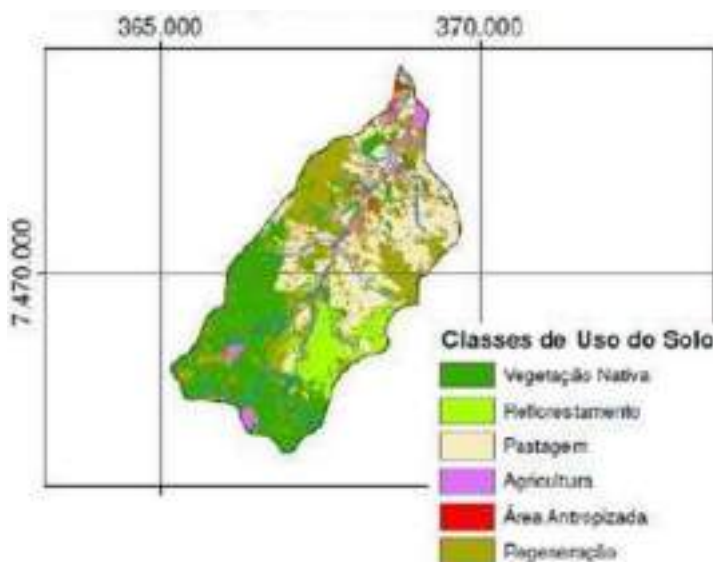 365.000 370.000
7.470.000
Classes de Uso do Solo
Vegetação Nativa
Reflorestamento
Pastagem
Agricultura
Área Antropizada
Regeneração